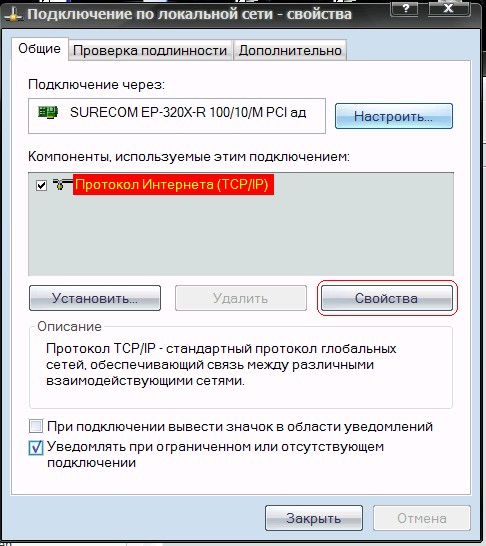 Подключение по локальной сети - свойства
Общие Проверка подлинности Дополнительно
Подключение через:
SURECOM EP-320X-R 100/10/M PCI ад
Настроить...
Компоненты, используемые этим подключением:
Протокол Интернета (TCP/IP)
Установить... Удалить Свойства
Описание
Протокол TCP/IP - стандартный протокол глобальных
сетей, обеспечивающий связь между различными
взаимодействующими сетями.
При подключении вывести значок в области уведомлений
Уведомлять при ограниченном или отсутствующем
подключении
Закрыть Отмена